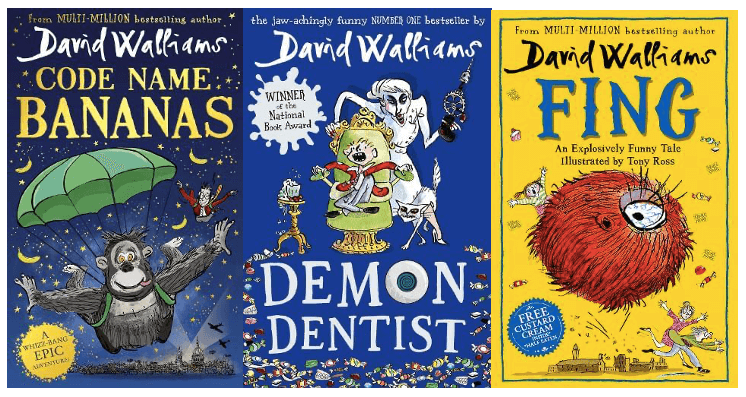 from MULTI-MILLION bestselling author
David Walliams
CODE NAME
BANANAS
A
WHIZZ-BANG
EPIC
ADVENTURE!
the jaw-achingly funny NUMBER ONE bestseller by
David Walliams
WINNER
of the
National
Book Award
DEMON
DENTIST
From MULTI-MILLION bestselling author
David Walliams
FING
An Explosively Funny Tale
Illustrated by Tony Ross
FREE
CUSTARD
CREAM
*HALF EATEN